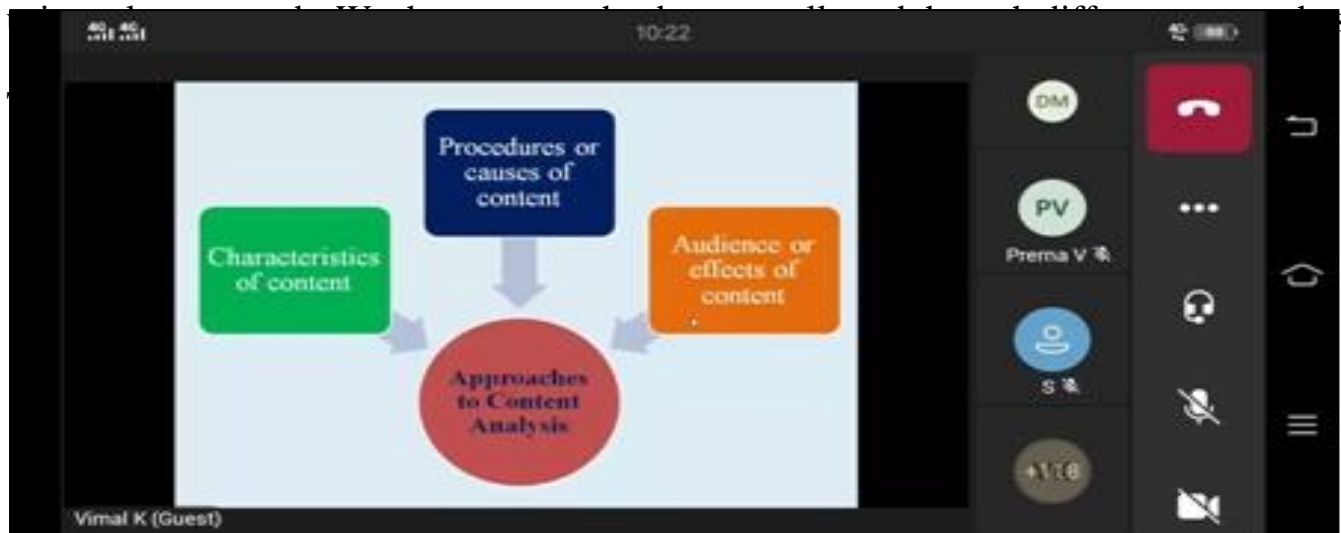 10:22
Procedures or
causes of
content
Characteristics
of content
Audience or
effects of
content
Approaches
to Content
Analysis
DM
PV
Prema V
S
Vimal K (Guest)